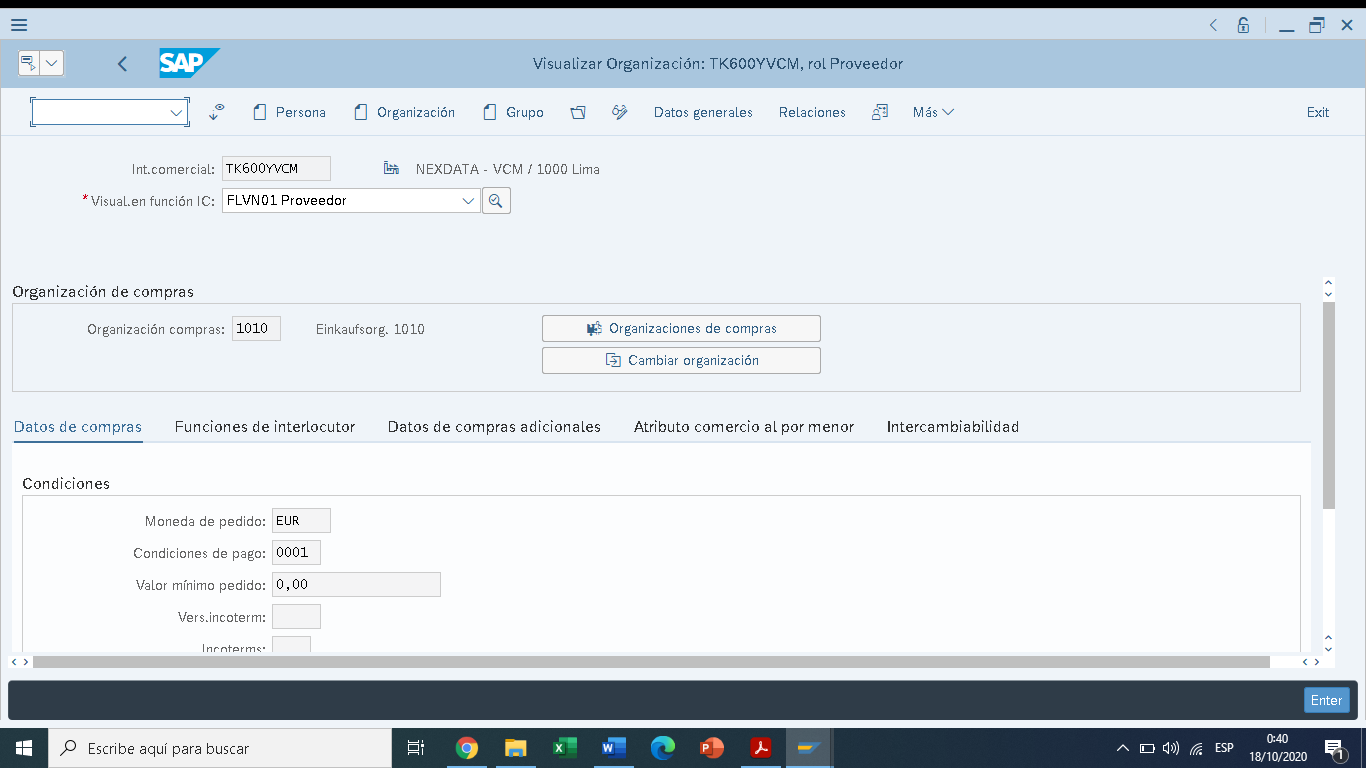 SAP
Visualizar Organización: TK600YVCM, rol Proveedor
Persona Organización Grupo Datos generales Relaciones Más Exit
Int.comercial: TK600YVCM NEXDATA - VCM / 1000 Lima
* Visual.en función IC: FLVN01 Proveedor
Organización de compras
Organización compras: 1010 Einkaufsorg. 1010 Organizaciones de compras
Cambiar organización
Datos de compras Funciones de interlocutor Datos de compras adicionales Atributo comercio al por menor Intercambiabilidad
Condiciones
Moneda de pedido: EUR
Condiciones de pago: 0001
Valor mínimo pedido: 0,00
Vers.incoterm:
Incoterms:
Enter
Escribe aquí para buscar ESP 0:40
18/10/2020 1